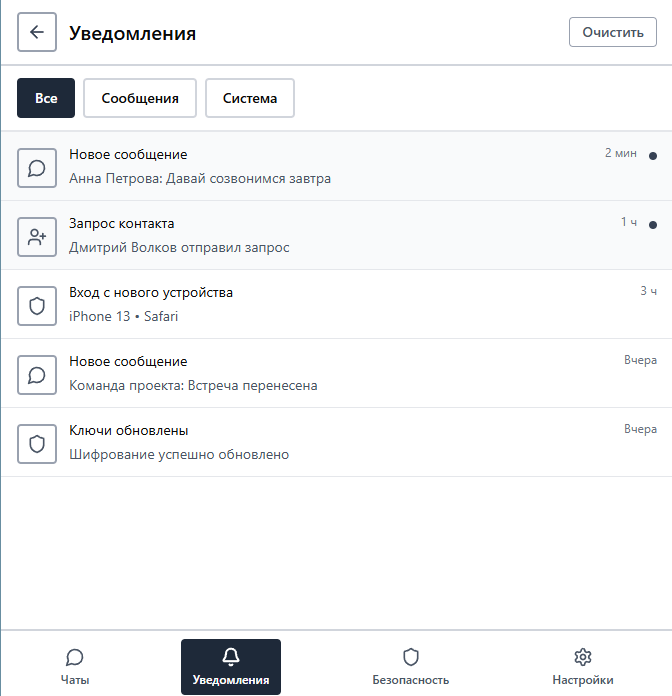 Уведомления
Очистить
Все
Сообщения
Система
Новое сообщение
2 мин
Анна Петрова: Давай созвонимся завтра
Запрос контакта
1 ч
Дмитрий Волков отправил запрос
Вход с нового устройства
3 ч
iPhone 13 • Safari
Новое сообщение
Вчера
Команда проекта: Встреча перенесена
Ключи обновлены
Вчера
Шифрование успешно обновлено
Чаты
Уведомления
Безопасность
Настройки